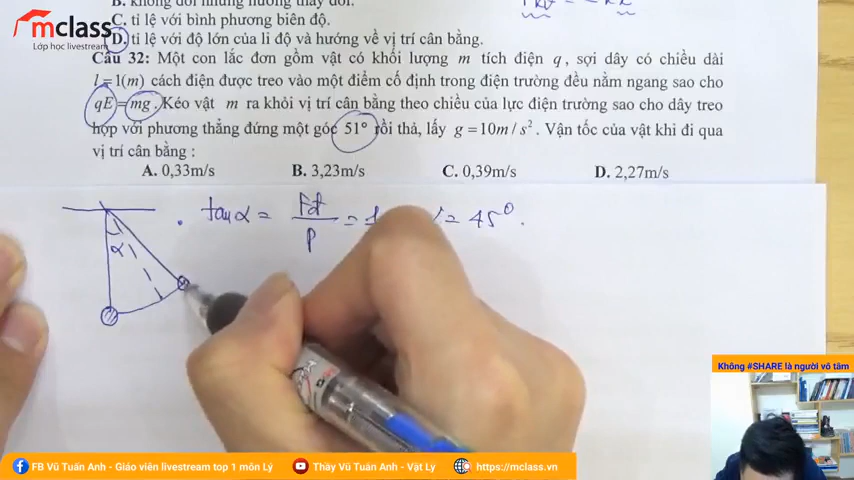 B. không đổi nhưng hướng thay đổi.
C. tỉ lệ với bình phương biên độ.
D. tỉ lệ với độ lớn của li độ và hướng về vị trí cân bằng.
mclass
Lớp học livestream
Câu 32: Một con lắc đơn gồm vật có khối lượng m tích điện q, sợi dây có chiều dài
l = 1(m) cách điện được treo vào một điểm cố định trong điện trường đều nằm ngang sao cho
qE = mg. Kéo vật m ra khỏi vị trí cân bằng theo chiều của lực điện trường sao cho dây treo
hợp với phương thẳng đứng một góc 51° rồi thả, lấy g = 10m/s². Vận tốc của vật khi đi qua
vị trí cân bằng :
A. 0,33m/s B. 3,23m/s C. 0,39m/s D. 2,27m/s
tanα = Fđ/P = 1 = 45°.
α
Không #SHARE là người vô tâm
FB Vũ Tuấn Anh - Giáo viên livestream top 1 môn Lý Thầy Vũ Tuấn Anh - Vật Lý https://mclass.vn